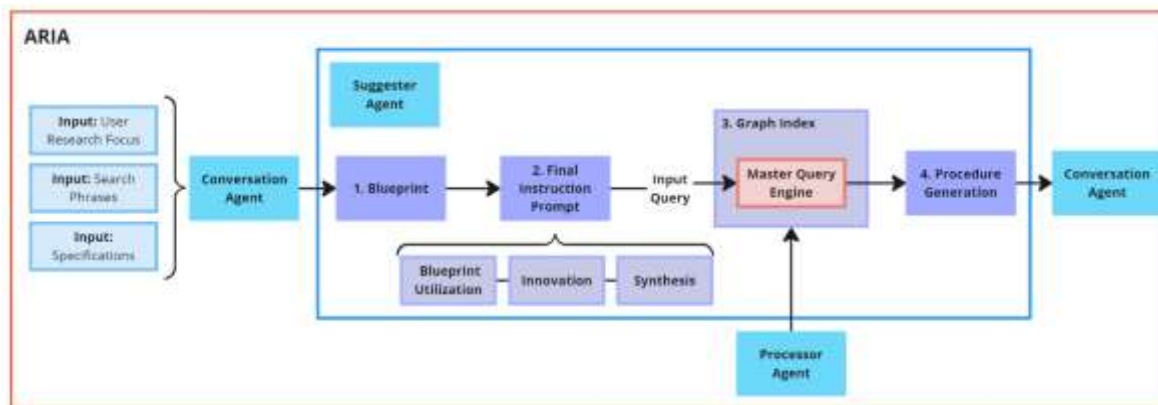 ARIA
Suggester
Agent
Input: User
Research Focus
Input: Search
Phrases
Input:
Specifications
Conversation
Agent
1. Blueprint
2. Final
Instruction
Prompt
Input
Query
3. Graph Index
Master Query
Engine
4. Procedure
Generation
Conversation
Agent
Blueprint
Utilization
Innovation
Synthesis
Processor
Agent